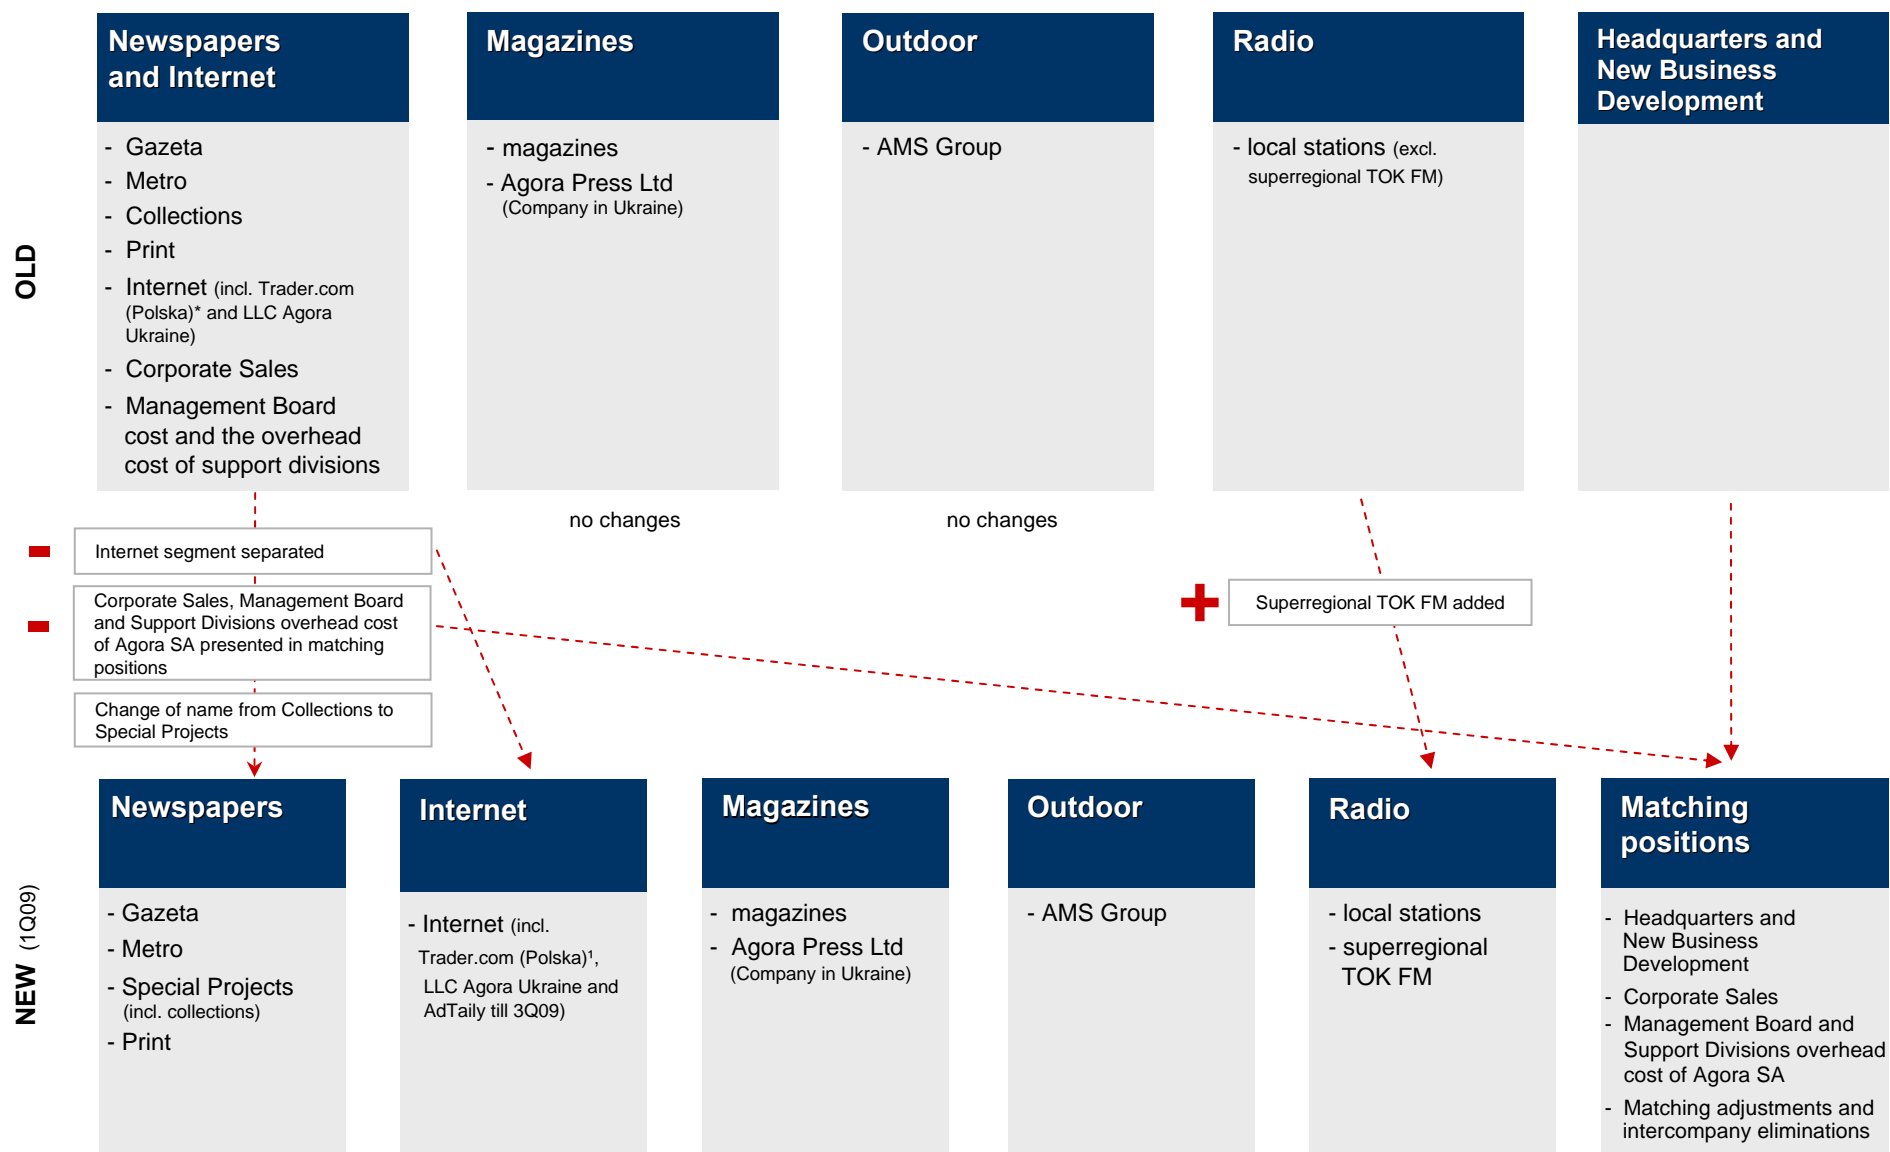 OLD
Newspapers
and Internet
- Gazeta
- Metro
- Collections
- Print
- Internet (incl. Trader.com
(Polska)* and LLC Agora
Ukraine)
- Corporate Sales
- Management Board
cost and the overhead
cost of support divisions
Magazines
- magazines
- Agora Press Ltd
(Company in Ukraine)
Outdoor
- AMS Group
Radio
- local stations (excl.
superregional TOK FM)
Headquarters and
New Business
Development
no changes
no changes
Internet segment separated
Corporate Sales, Management Board
and Support Divisions overhead cost
of Agora SA presented in matching
positions
Change of name from Collections to
Special Projects
Superregional TOK FM added
NEW (1Q09)
Newspapers
- Gazeta
- Metro
- Special Projects
(incl. collections)
- Print
Internet
- Internet (incl.
Trader.com (Polska)¹,
LLC Agora Ukraine and
AdTaily till 3Q09)
Magazines
- magazines
- Agora Press Ltd
(Company in Ukraine)
Outdoor
- AMS Group
Radio
- local stations
- superregional
TOK FM
Matching
positions
- Headquarters and
New Business
Development
- Corporate Sales
- Management Board and
Support Divisions overhead
cost of Agora SA
- Matching adjustments and
intercompany eliminations